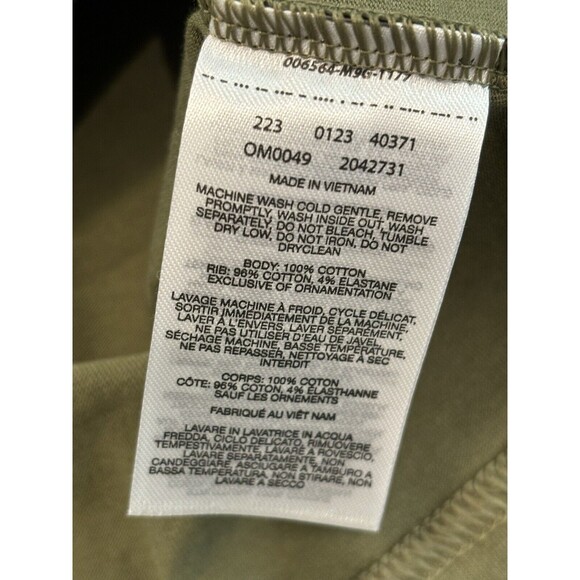 006564-M9G-1177
223 0123 40371
OM0049 2042731
MADE IN VIETNAM
MACHINE WASH COLD GENTLE, REMOVE
PROMPTLY, WASH INSIDE OUT, WASH
SEPARATELY. DO NOT BLEACH, TUMBLE
DRY LOW, DO NOT IRON, DO NOT
DRYCLEAN
BODY: 100% COTTON
RIB: 96% COTTON, 4% ELASTANE
EXCLUSIVE OF ORNAMENTATION
LAVAGE MACHINE À FROID, CYCLE DÉLICAT,
SORTIR IMMÉDIATEMENT DE LA MACHINE,
LAVER À L'ENVERS, LAVER SÉPARÉMENT,
NE PAS UTILISER D'EAU DE JAVEL,
SÉCHAGE MACHINE, BASSE TEMPÉRATURE,
NE PAS REPASSER, NETTOYAGE À SEC
INTERDIT
CORPS: 100% COTON
CÔTE: 96% COTON, 4% ÉLASTHANNE
SAUF LES ORNEMENTS
FABRIQUÉ AU VIÊT NAM
LAVARE IN LAVATRICE IN ACQUA
FREDDA, CICLO DELICATO, RIMUOVERE
TEMPESTIVAMENTE, LAVARE A ROVESCIO,
LAVARE SEPARATAMENTE, NON
CANDEGGIARE, ASCIUGARE A TAMBURO A
BASSA TEMPERATURA, NON STIRARE, NON
LAVARE A SECCO